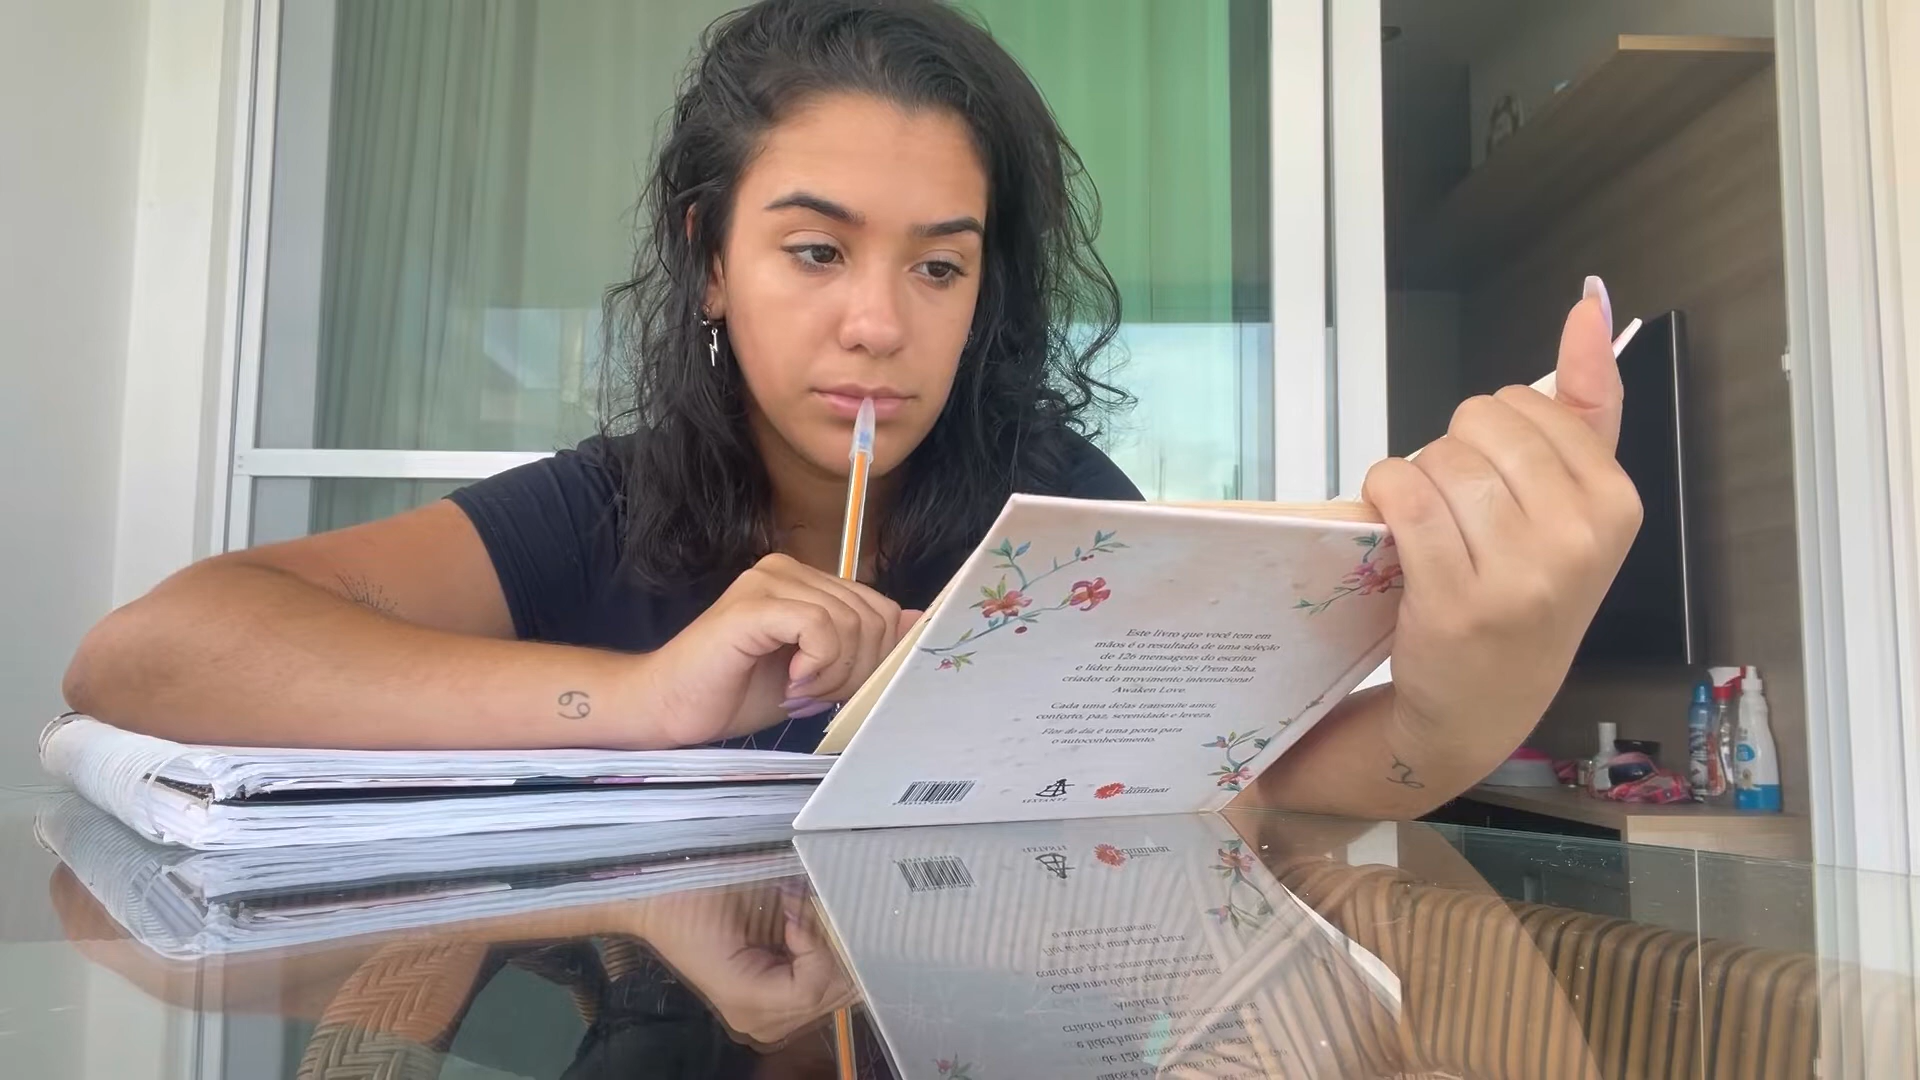 Este livro que você tem em
mãos é o resultado de uma seleção
de 126 mensagens do escritor
e líder humanitário Sri Prem Baba,
criador do movimento internacional
Awaken Love.
Cada uma delas transmite amor,
conforto, paz, serenidade e leveza.
Flor do dia é uma porta para
o autoconhecimento.
SEXTANTE